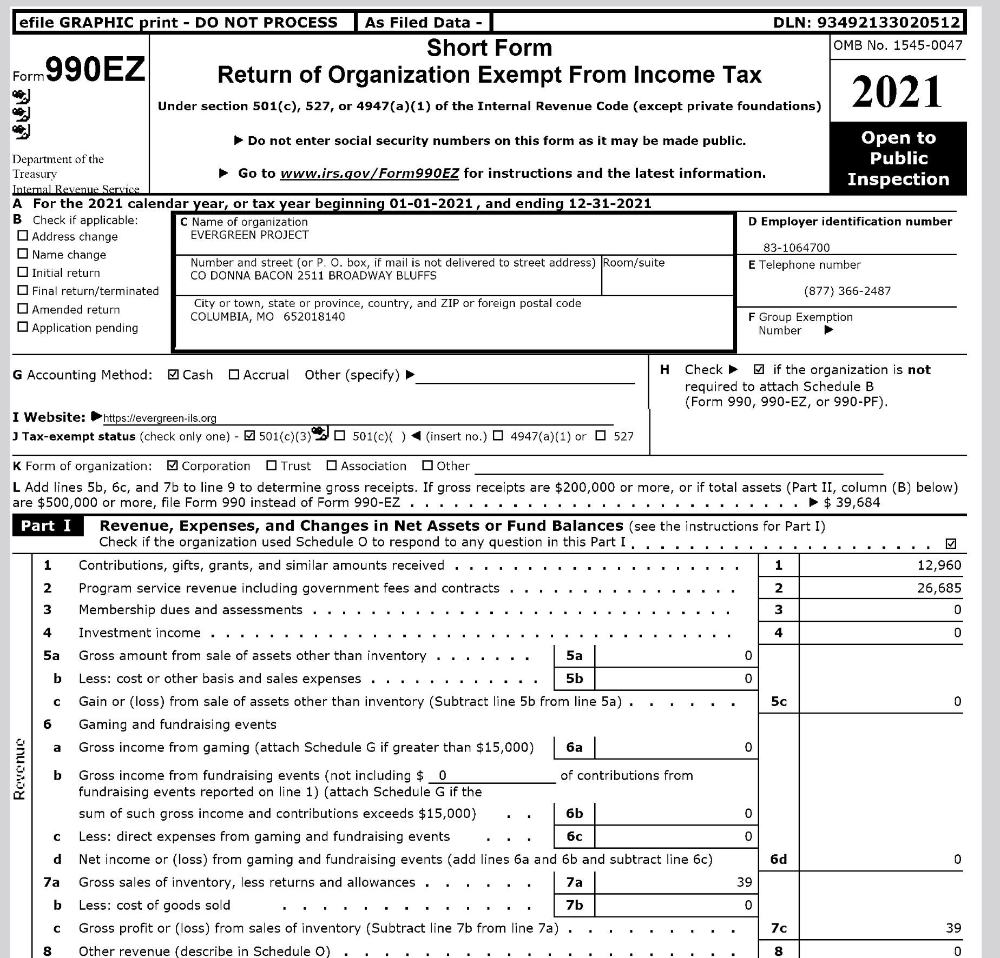 efile GRAPHIC print - DO NOT PROCESS As Filed Data - DLN: 93492133020512
Form 990EZ
Department of the
Treasury
Internal Revenue Service
Short Form
Return of Organization Exempt From Income Tax
Under section 501(c), 527, or 4947(a)(1) of the Internal Revenue Code (except private foundations)
▶ Do not enter social security numbers on this form as it may be made public.
▶ Go to www.irs.gov/Form990EZ for instructions and the latest information.
OMB No. 1545-0047
2021
Open to
Public
Inspection
A For the 2021 calendar year, or tax year beginning 01-01-2021 , and ending 12-31-2021
B Check if applicable:
☐ Address change
☐ Name change
☐ Initial return
☐ Final return/terminated
☐ Amended return
☐ Application pending
C Name of organization
EVERGREEN PROJECT
Number and street (or P. O. box, if mail is not delivered to street address) Room/suite
CO DONNA BACON 2511 BROADWAY BLUFFS
City or town, state or province, country, and ZIP or foreign postal code
COLUMBIA, MO 652018140
D Employer identification number
83-1064700
E Telephone number
(877) 366-2487
F Group Exemption
Number ▶
G Accounting Method: ☑ Cash ☐ Accrual Other (specify) ▶
H Check ▶ ☑ if the organization is not
required to attach Schedule B
(Form 990, 990-EZ, or 990-PF).
I Website: ▶ https://evergreen-ils.org
J Tax-exempt status (check only one) - ☑ 501(c)(3) ☐ 501(c)( ) ◀ (insert no.) ☐ 4947(a)(1) or ☐ 527
K Form of organization: ☑ Corporation ☐ Trust ☐ Association ☐ Other
L Add lines 5b, 6c, and 7b to line 9 to determine gross receipts. If gross receipts are $200,000 or more, or if total assets (Part II, column (B) below)
are $500,000 or more, file Form 990 instead of Form 990-EZ . . . . . . . . . . . . . . . . . . . . . . . . . . . ▶ $ 39,684
Part I Revenue, Expenses, and Changes in Net Assets or Fund Balances (see the instructions for Part I)
Check if the organization used Schedule O to respond to any question in this Part I . . . . . . . . . . . . . . . . . . . . . ☑
Revenue
1 Contributions, gifts, grants, and similar amounts received . . . . . . . . . . . . . . . . . . . . 1 12,960
2 Program service revenue including government fees and contracts . . . . . . . . . . . . . . . . 2 26,685
3 Membership dues and assessments . . . . . . . . . . . . . . . . . . . . . . . . . . . . . 3 0
4 Investment income . . . . . . . . . . . . . . . . . . . . . . . . . . . . . . . . . . . . 4 0
5a Gross amount from sale of assets other than inventory . . . . . . . 5a 0
b Less: cost or other basis and sales expenses . . . . . . . . . . . . 5b 0
c Gain or (loss) from sale of assets other than inventory (Subtract line 5b from line 5a) . . . . . . 5c 0
6 Gaming and fundraising events
a Gross income from gaming (attach Schedule G if greater than $15,000) 6a 0
b Gross income from fundraising events (not including $ 0 of contributions from
fundraising events reported on line 1) (attach Schedule G if the
sum of such gross income and contributions exceeds $15,000) . . 6b 0
c Less: direct expenses from gaming and fundraising events . . . 6c 0
d Net income or (loss) from gaming and fundraising events (add lines 6a and 6b and subtract line 6c) 6d 0
7a Gross sales of inventory, less returns and allowances . . . . . . 7a 39
b Less: cost of goods sold . . . . . . . . . . . . . 7b 0
c Gross profit or (loss) from sales of inventory (Subtract line 7b from line 7a) . . . . . . . . . 7c 39
8 Other revenue (describe in Schedule O) . . . . . . . . . . . . . . . . . . . . 8 0